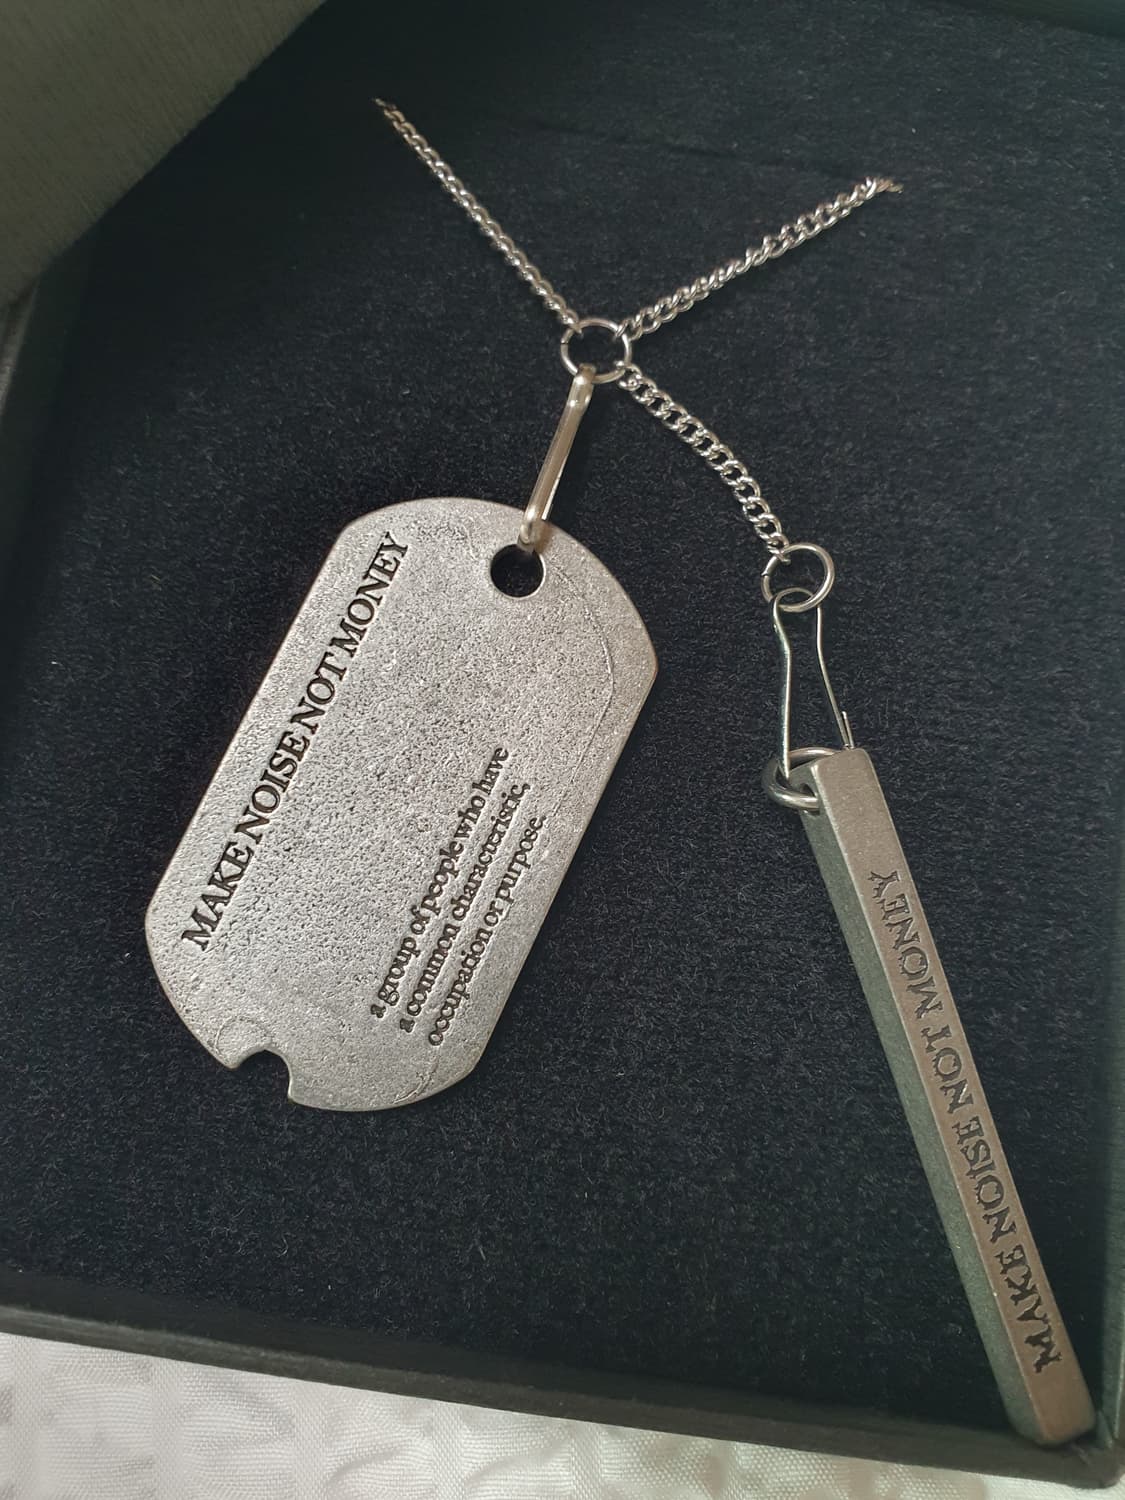 MAKE NOISE NOT MONEY
a group of people who have
a common characteristic,
occupation or purpose.
MAKE NOISE NOT MONEY